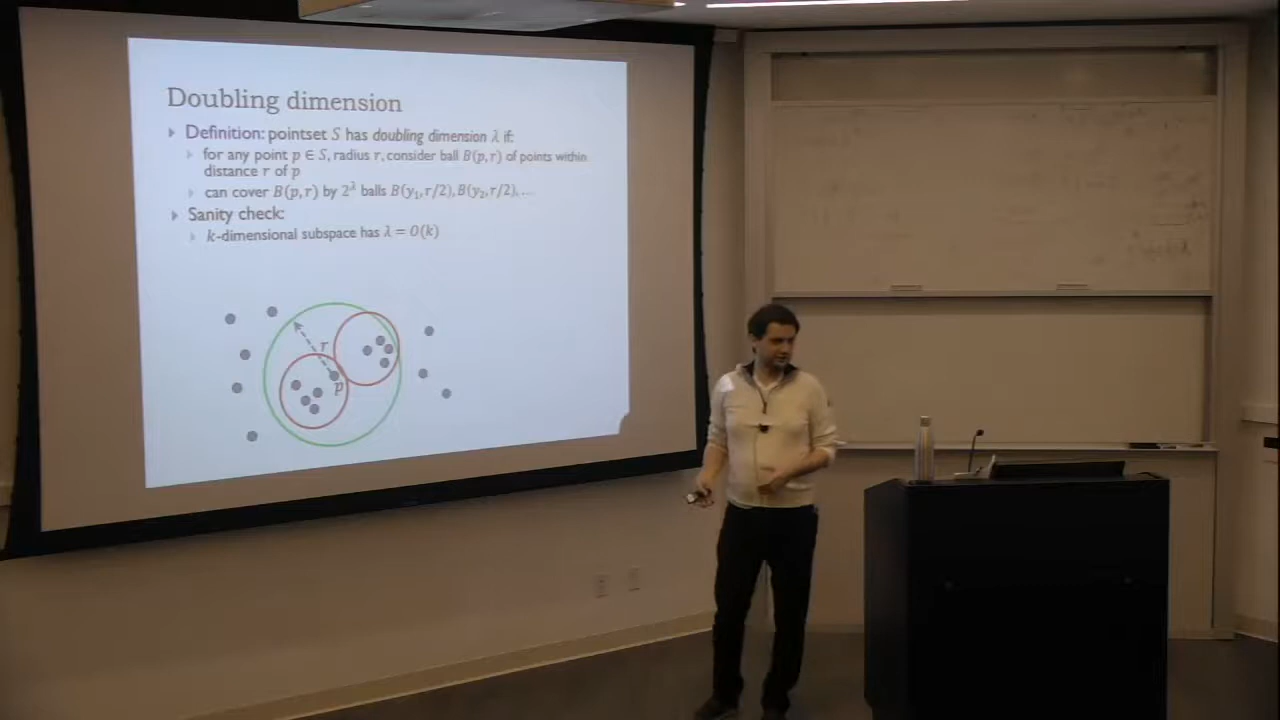 Doubling dimension
Definition: pointset S has doubling dimension λ if:
for any point p ∈ S, radius r, consider ball B(p, r) of points within
distance r of p
can cover B(p, r) by 2^λ balls B(y₁, r/2), B(y₂, r/2), ...
Sanity check:
k-dimensional subspace has λ = O(k)
r
p